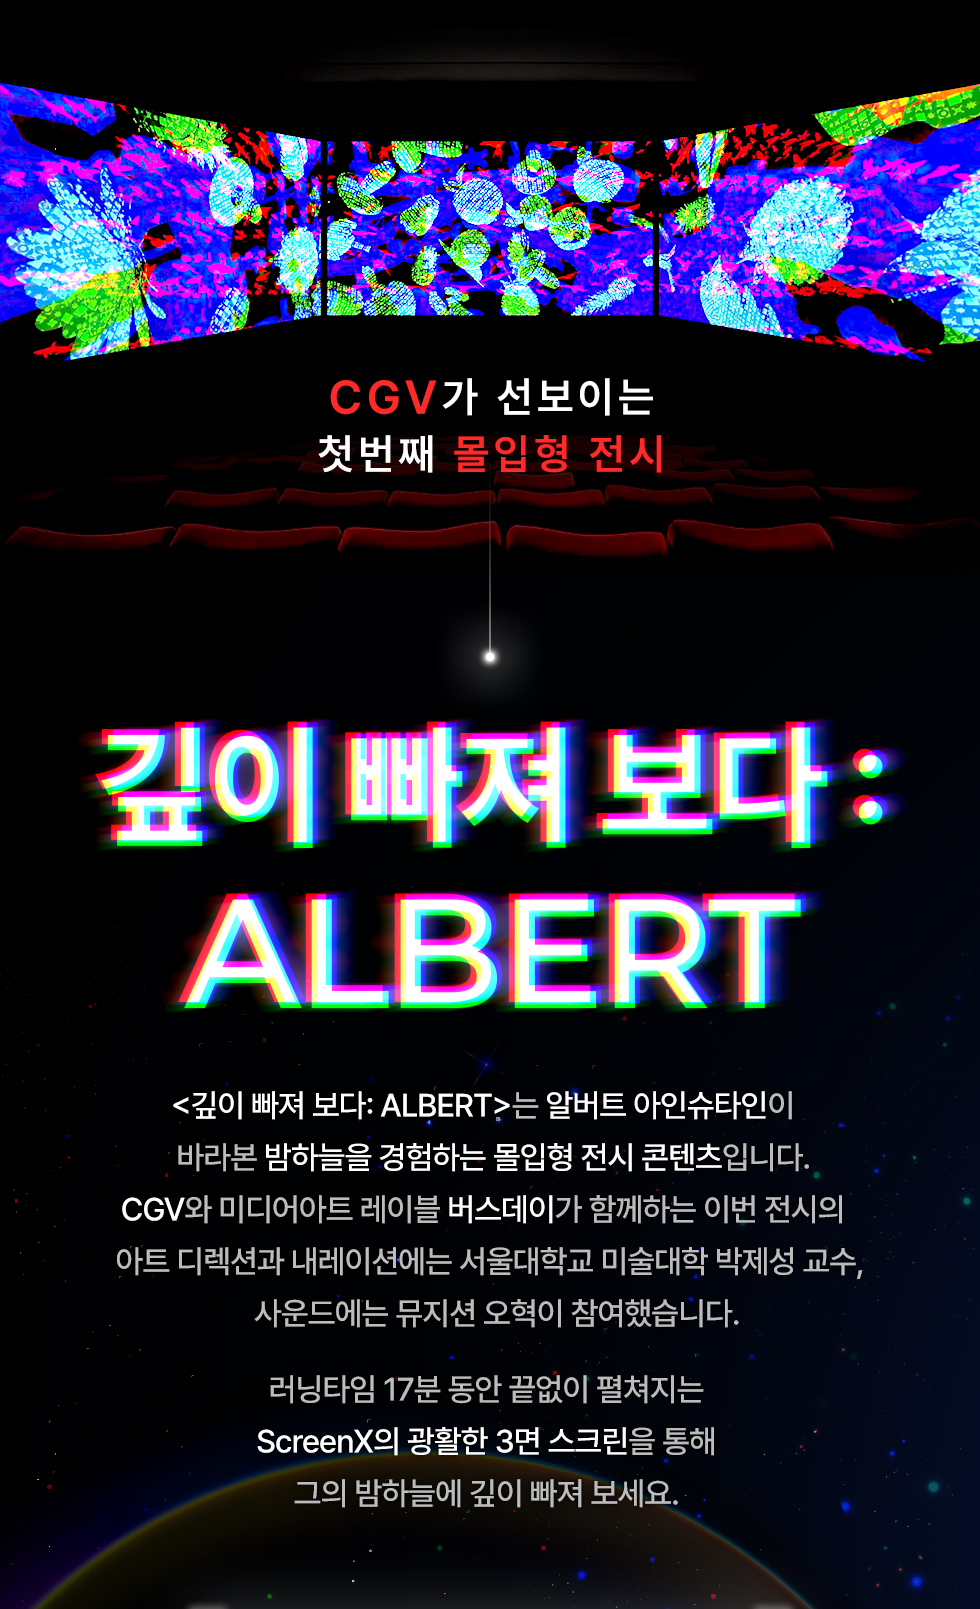 CGV가 선보이는
첫번째 몰입형 전시
깊이 빠져 보다 :
ALBERT
<깊이 빠져 보다: ALBERT>는 알버트 아인슈타인이
바라본 밤하늘을 경험하는 몰입형 전시 콘텐츠입니다.
CGV와 미디어아트 레이블 버스데이가 함께하는 이번 전시의
아트 디렉션과 내레이션에는 서울대학교 미술대학 박제성 교수,
사운드에는 뮤지션 오혁이 참여했습니다.
러닝타임 17분 동안 끝없이 펼쳐지는
ScreenX의 광활한 3면 스크린을 통해
그의 밤하늘에 깊이 빠져 보세요.